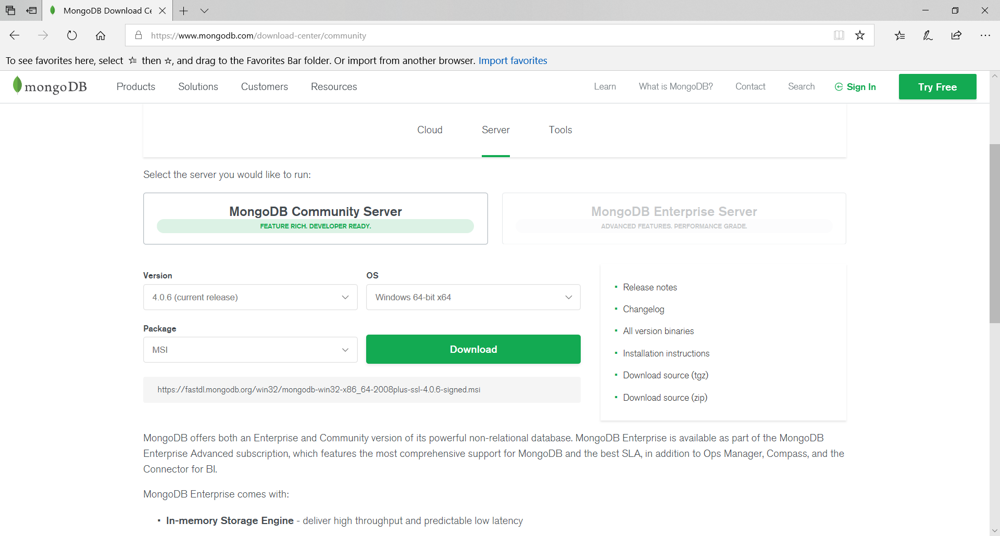 MongoDB Download Ce
https://www.mongodb.com/download-center/community
To see favorites here, select then , and drag to the Favorites Bar folder. Or import from another browser. Import favorites
mongoDB Products Solutions Customers Resources Learn What is MongoDB? Contact Search Sign In Try Free
Cloud Server Tools
Select the server you would like to run:
MongoDB Community Server
FEATURE RICH. DEVELOPER READY.
MongoDB Enterprise Server
ADVANCED FEATURES. PERFORMANCE GRADE.
Version
4.0.6 (current release)
OS
Windows 64-bit x64
Package
MSI
Download
https://fastdl.mongodb.org/win32/mongodb-win32-x86_64-2008plus-ssl-4.0.6-signed.msi
Release notes
Changelog
All version binaries
Installation instructions
Download source (tgz)
Download source (zip)
MongoDB offers both an Enterprise and Community version of its powerful non-relational database. MongoDB Enterprise is available as part of the MongoDB
Enterprise Advanced subscription, which features the most comprehensive support for MongoDB and the best SLA, in addition to Ops Manager, Compass, and the
Connector for BI.
MongoDB Enterprise comes with:
In-memory Storage Engine - deliver high throughput and predictable low latency